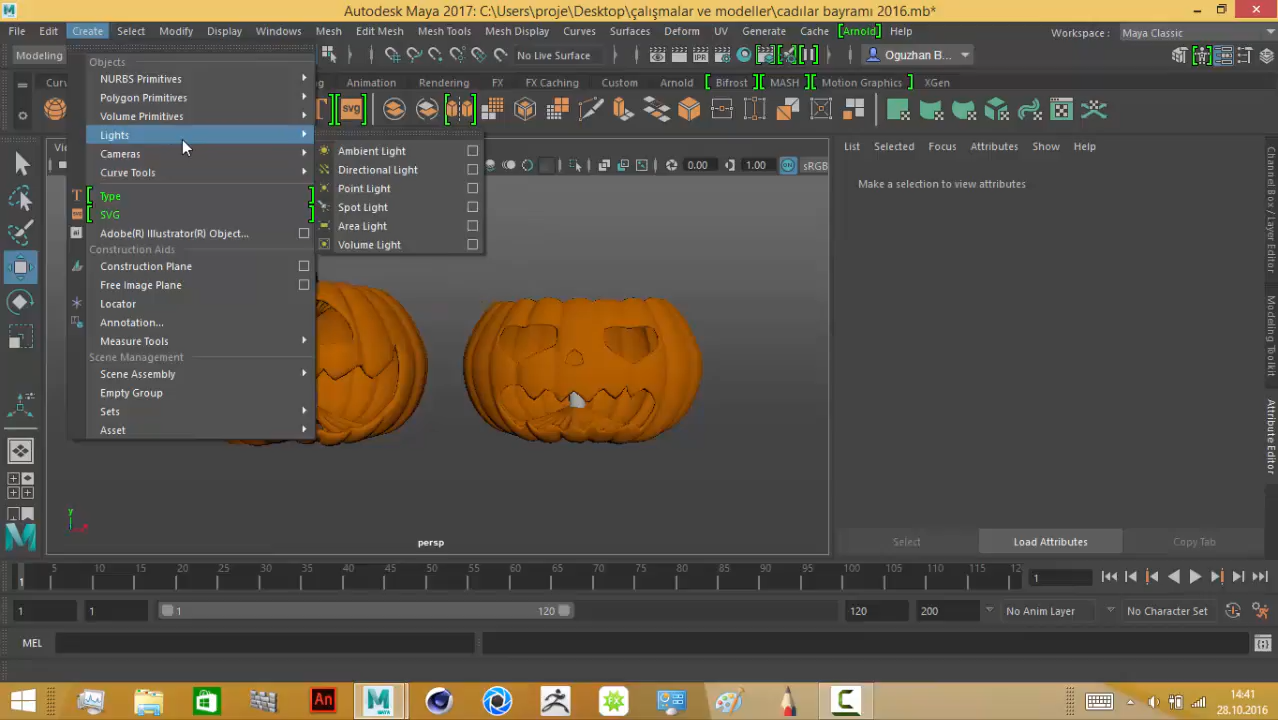 Autodesk Maya 2017: C:\Users\proje\Desktop\çalışmalar ve modeller\cadılar bayramı 2016.mb*
File Edit Create Select Modify Display Windows Mesh Edit Mesh Mesh Tools Mesh Display Curves Surfaces Deform UV Generate Cache [Arnold] Help Workspace : Maya Classic
Modeling No Live Surface Oguzhan B...
Animation Rendering FX FX Caching Custom Arnold Bifrost MASH Motion Graphics XGen
Objects
NURBS Primitives
Polygon Primitives
Volume Primitives
Lights
Cameras
Curve Tools
Type
SVG
Adobe(R) Illustrator(R) Object...
Construction Aids
Construction Plane
Free Image Plane
Locator
Annotation...
Measure Tools
Scene Management
Scene Assembly
Empty Group
Sets
Asset
Ambient Light
Directional Light
Point Light
Spot Light
Area Light
Volume Light
svg
0.00 1.00 sRGB
List Selected Focus Attributes Show Help
Make a selection to view attributes
Channel Box / Layer Editor
Modeling Toolkit
Attribute Editor
persp
Select Load Attributes Copy Tab
5 10 15 20 25 30 35 40 45 50 55 60 65 70 75 80 85 90 95 100 105 110 115 12
1 1
1 1 1 120 120 200 No Anim Layer No Character Set
MEL
An MAYA FX
14:41
28.10.2016